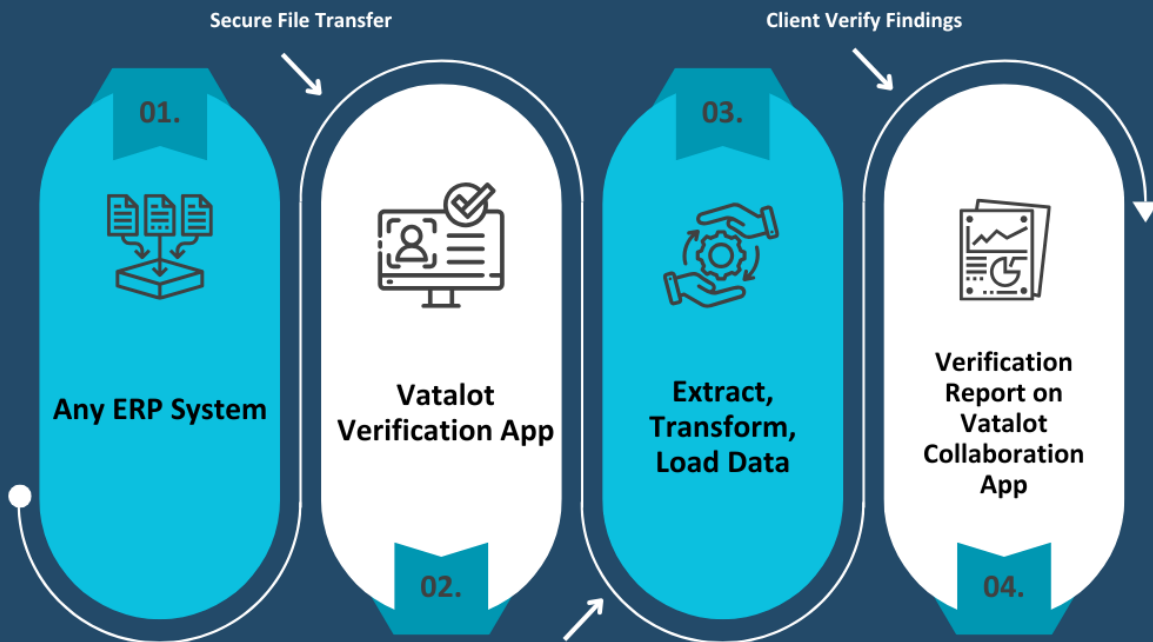 Secure File Transfer
Client Verify Findings
01.
Any ERP System
Vatalot
Verification App
02.
03.
Extract,
Transform,
Load Data
Verification
Report on
Vatalot
Collaboration
App
04.